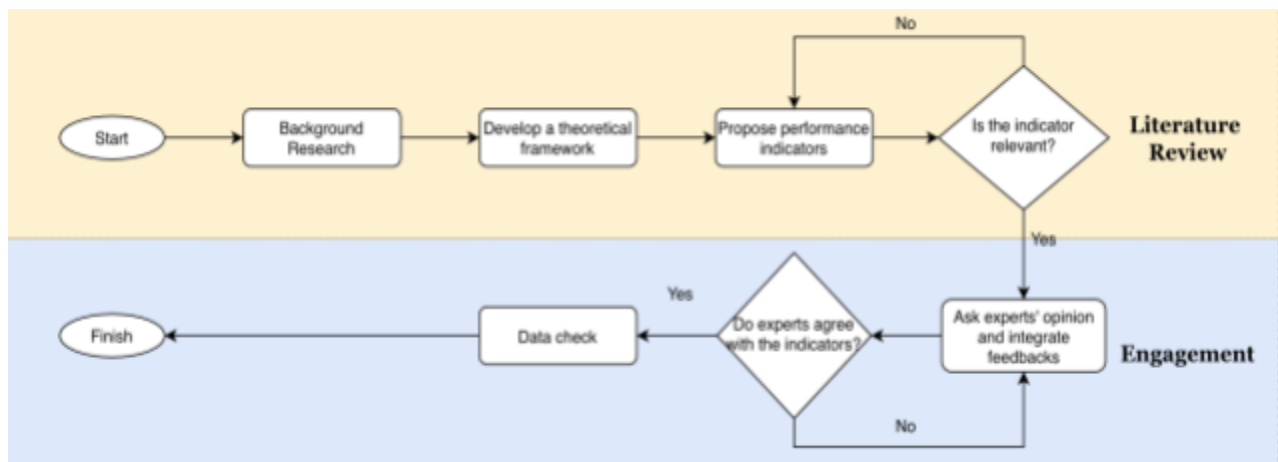 No
Start
Background
Research
Develop a theoretical
framework
Propose performance
indicators
Is the indicator
relevant?
Literature
Review
Yes
Finish
Data check
Yes
Do experts agree
with the indicators?
Ask experts' opinion
and integrate
feedbacks
Engagement
No